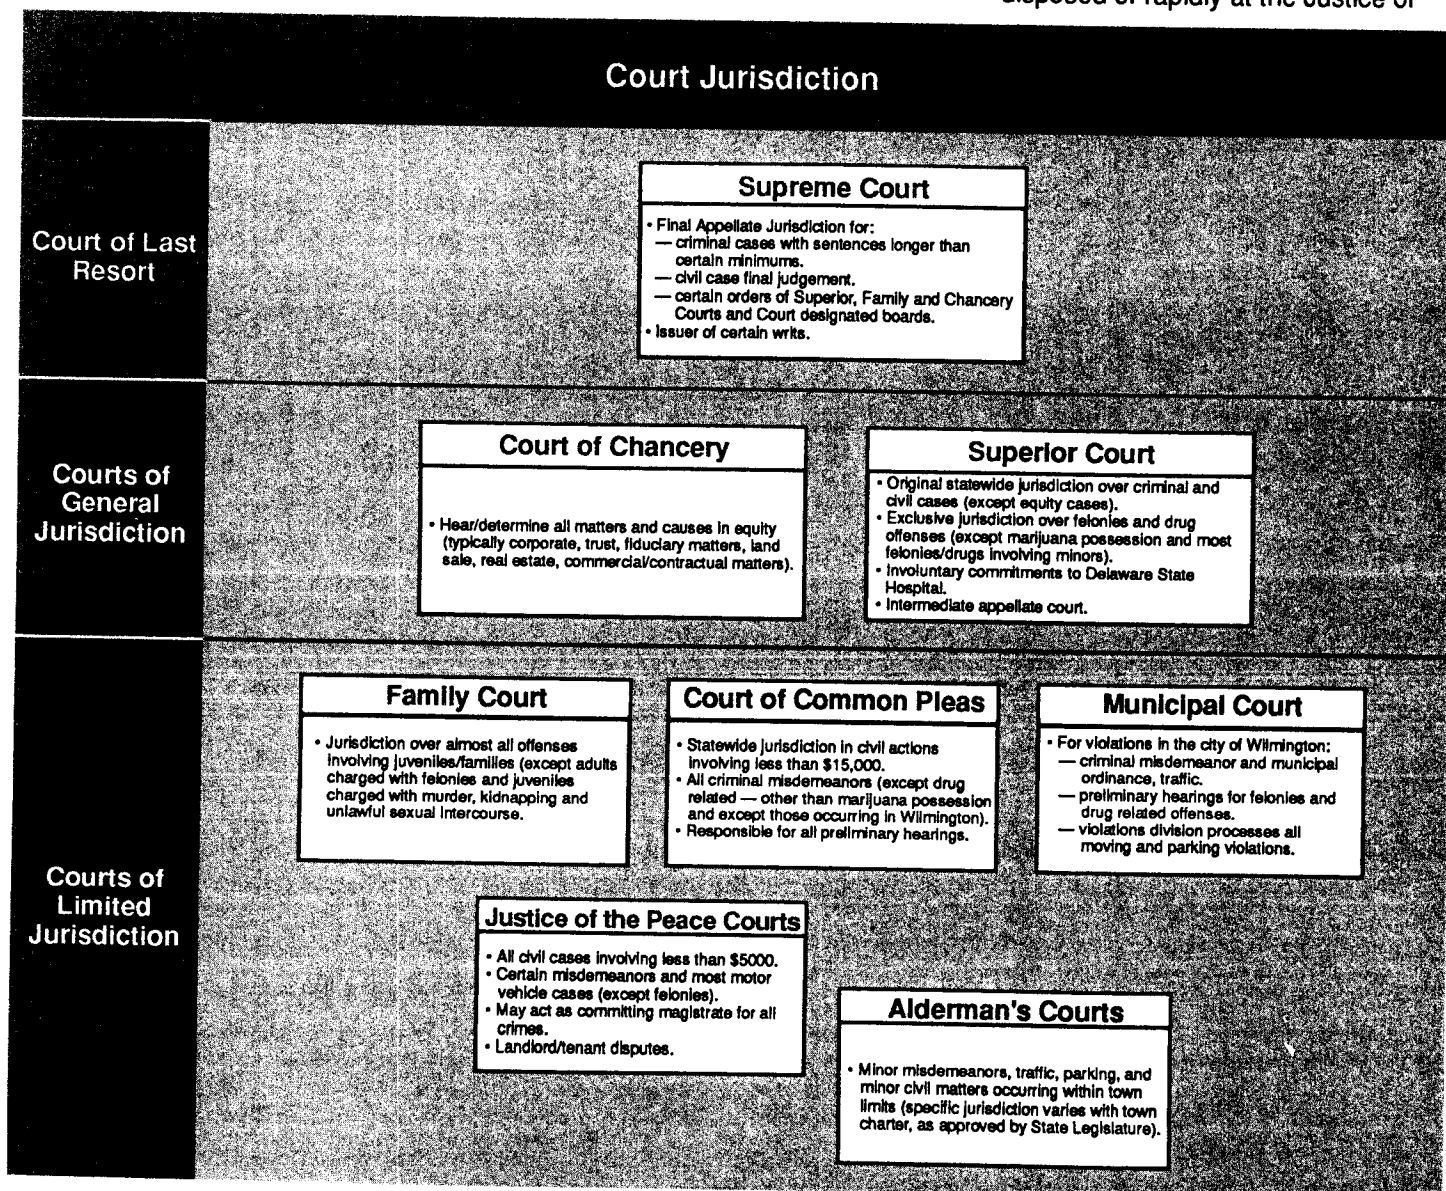 disposed of rapidly at the Justice of
Court Jurisdiction
Court of Last
Resort
Supreme Court
• Final Appellate Jurisdiction for:
— criminal cases with sentences longer than
certain minimums.
— civil case final judgement.
— certain orders of Superior, Family and Chancery
Courts and Court designated boards.
• Issuer of certain writs.
Courts of
General
Jurisdiction
Court of Chancery
• Hear/determine all matters and causes in equity
(typically corporate, trust, fiduciary matters, land
sale, real estate, commercial/contractual matters).
Superior Court
• Original statewide jurisdiction over criminal and
civil cases (except equity cases).
• Exclusive jurisdiction over felonies and drug
offenses (except marijuana possession and most
felonies/drugs involving minors).
• Involuntary commitments to Delaware State
Hospital.
• Intermediate appellate court.
Courts of
Limited
Jurisdiction
Family Court
• Jurisdiction over almost all offenses
involving juveniles/families (except adults
charged with felonies and juveniles
charged with murder, kidnapping and
unlawful sexual intercourse.
Court of Common Pleas
• Statewide jurisdiction in civil actions
involving less than $15,000.
• All criminal misdemeanors (except drug
related — other than marijuana possession
and except those occurring in Wilmington).
• Responsible for all preliminary hearings.
Municipal Court
• For violations in the city of Wilmington:
— criminal misdemeanor and municipal
ordinance, traffic.
— preliminary hearings for felonies and
drug related offenses.
— violations division processes all
moving and parking violations.
Justice of the Peace Courts
• All civil cases involving less than $5000.
• Certain misdemeanors and most motor
vehicle cases (except felonies).
• May act as committing magistrate for all
crimes.
• Landlord/tenant disputes.
Alderman's Courts
• Minor misdemeanors, traffic, parking, and
minor civil matters occurring within town
limits (specific jurisdiction varies with town
charter, as approved by State Legislature).